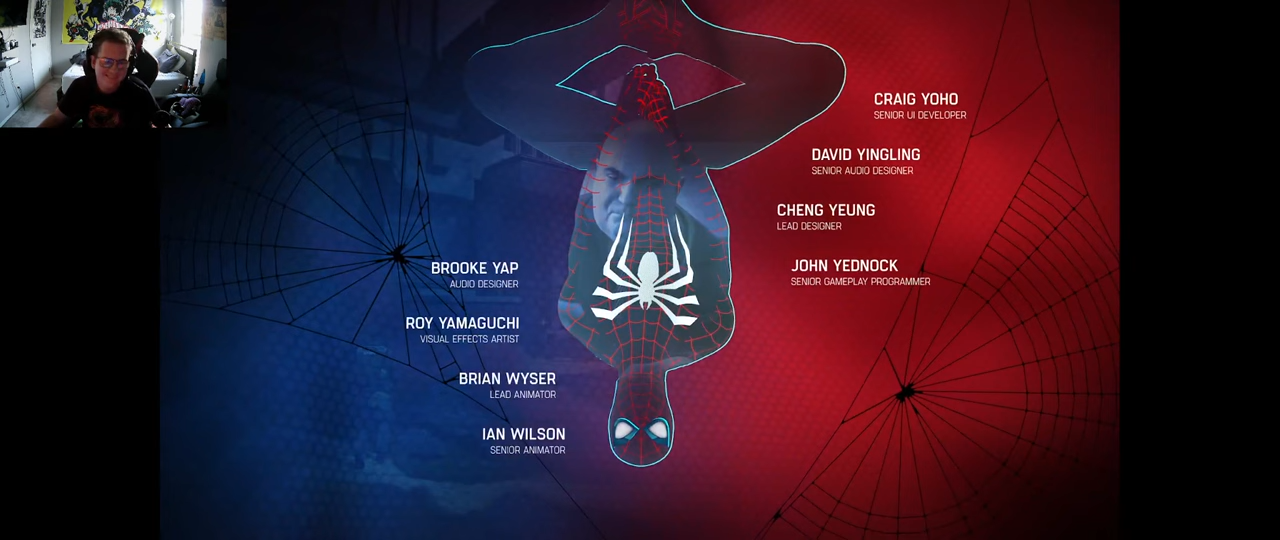 CRAIG YOHO
SENIOR UI DEVELOPER
DAVID YINGLING
SENIOR AUDIO DESIGNER
CHENG YEUNG
LEAD DESIGNER
JOHN YEDNOCK
SENIOR GAMEPLAY PROGRAMMER
BROOKE YAP
AUDIO DESIGNER
ROY YAMAGUCHI
VISUAL EFFECTS ARTIST
BRIAN WYSER
LEAD ANIMATOR
IAN WILSON
SENIOR ANIMATOR